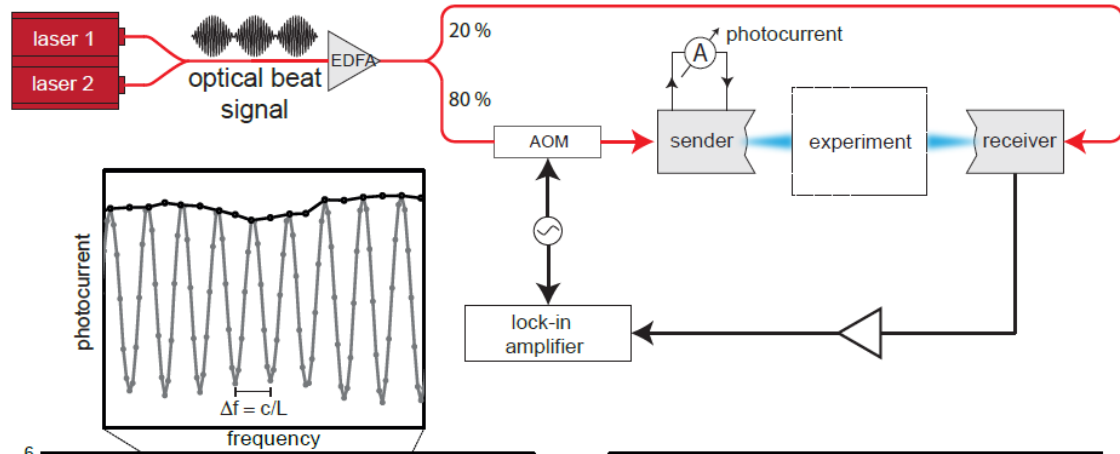 laser 1
laser 2
optical beat
signal
EDFA
20 %
80 %
A
photocurrent
AOM
sender
experiment
receiver
lock-in
amplifier
photocurrent
Δf = c/L
frequency
6